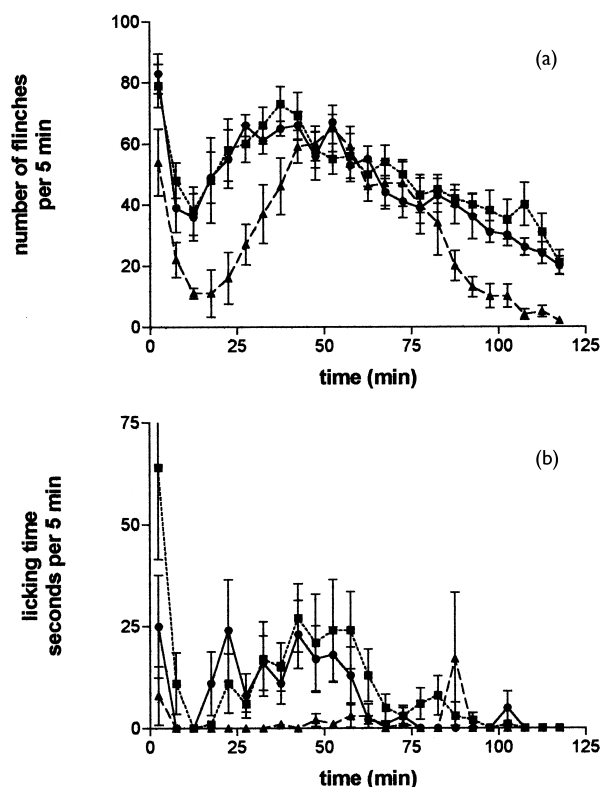 (a)
number of flinches
per 5 min
100
80
60
40
20
0
0 25 50 75 100 125
time (min)
(b)
licking time
seconds per 5 min
75
50
25
0
0 25 50 75 100 125
time (min)